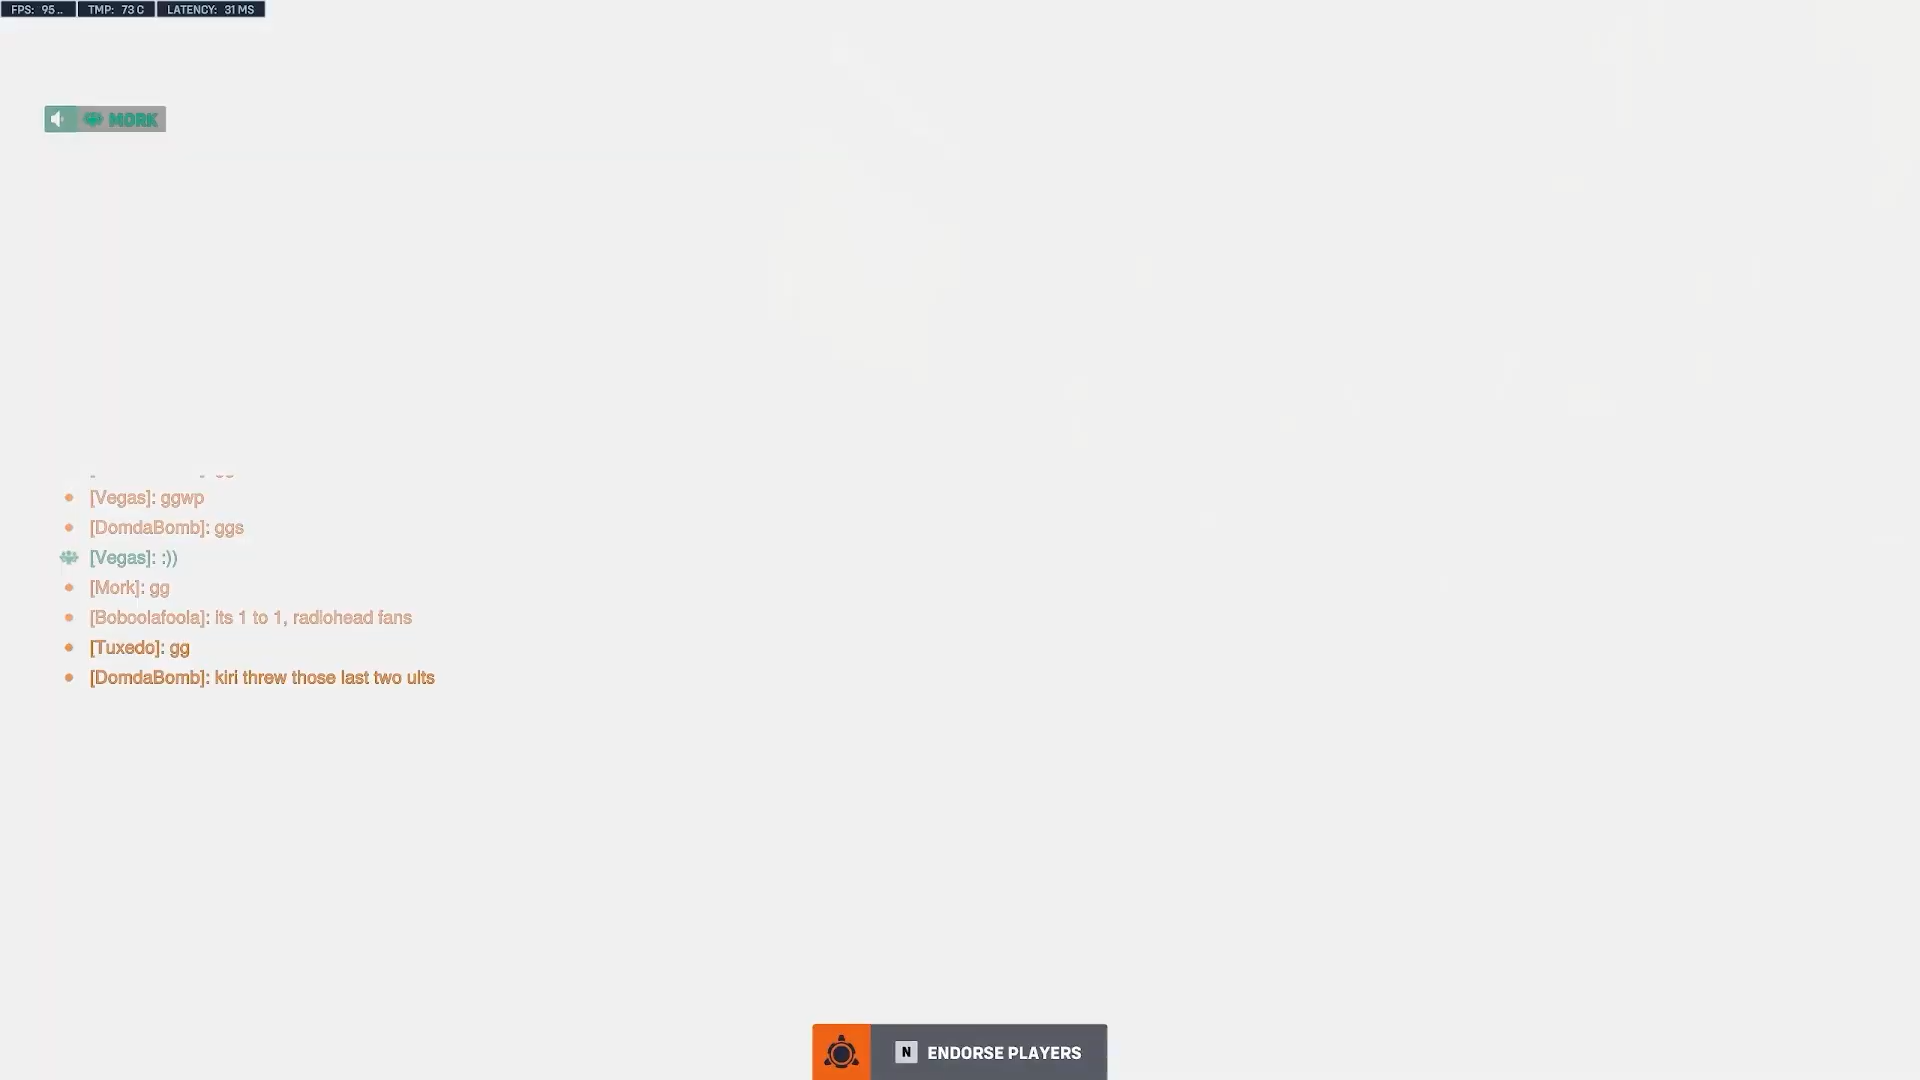 FPS: 95..
TMP: 73 C
LATENCY: 31 MS
MORK
[Vegas]: ggwp
[DomdaBomb]: ggs
[Vegas]: :))
[Mork]: gg
[Boboolafoola]: its 1 to 1, radiohead fans
[Tuxedo]: gg
[DomdaBomb]: kiri threw those last two ults
N ENDORSE PLAYERS